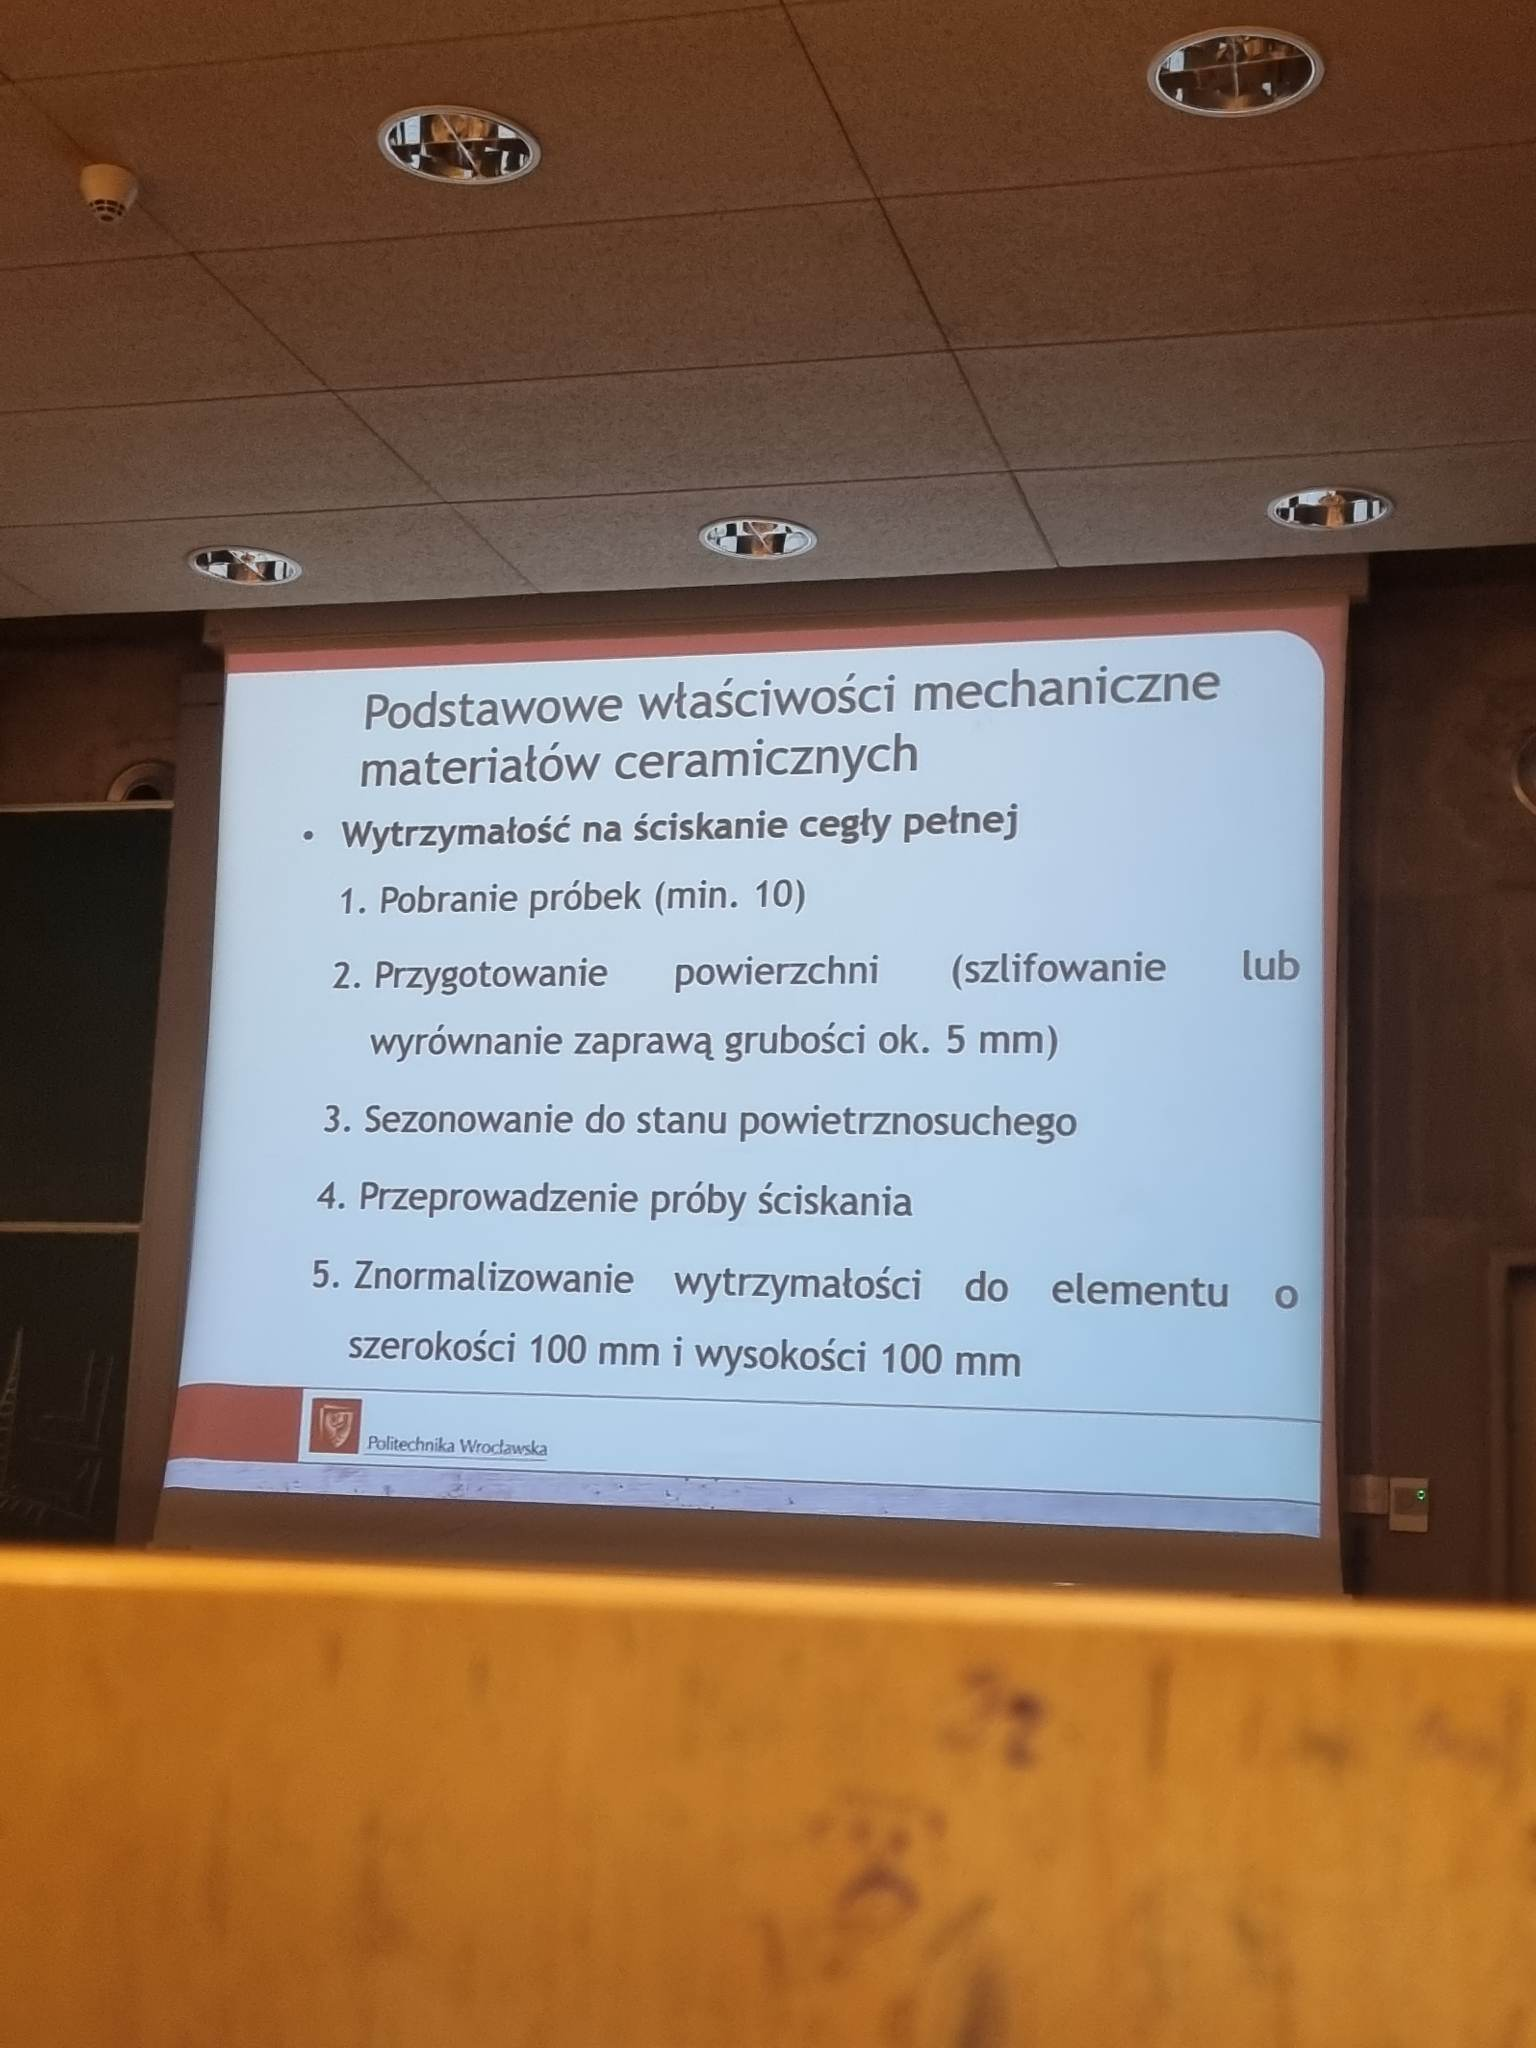 Podstawowe właściwości mechaniczne
materiałów ceramicznych
• Wytrzymałość na ściskanie cegły pełnej
1. Pobranie próbek (min. 10)
2. Przygotowanie powierzchni (szlifowanie lub
wyrównanie zaprawą grubości ok. 5 mm)
3. Sezonowanie do stanu powietrznosuchego
4. Przeprowadzenie próby ściskania
5. Znormalizowanie wytrzymałości do elementu o
szerokości 100 mm i wysokości 100 mm
Politechnika Wrocławska